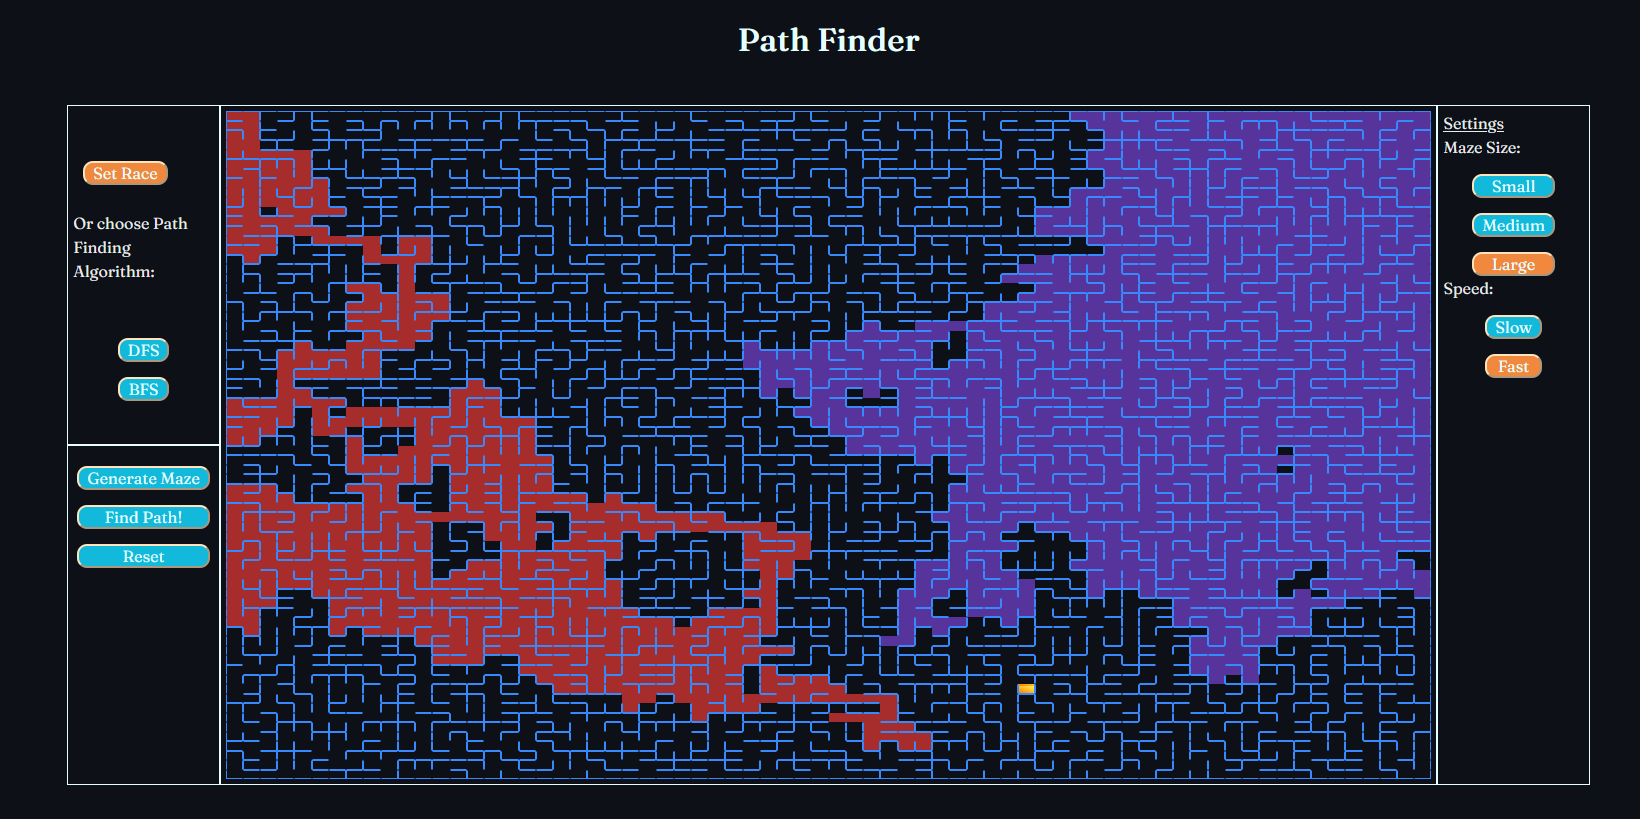 Path Finder
Set Race
Or choose Path
Finding
Algorithm:
DFS
BFS
Generate Maze
Find Path!
Reset
Settings
Maze Size:
Small
Medium
Large
Speed:
Slow
Fast